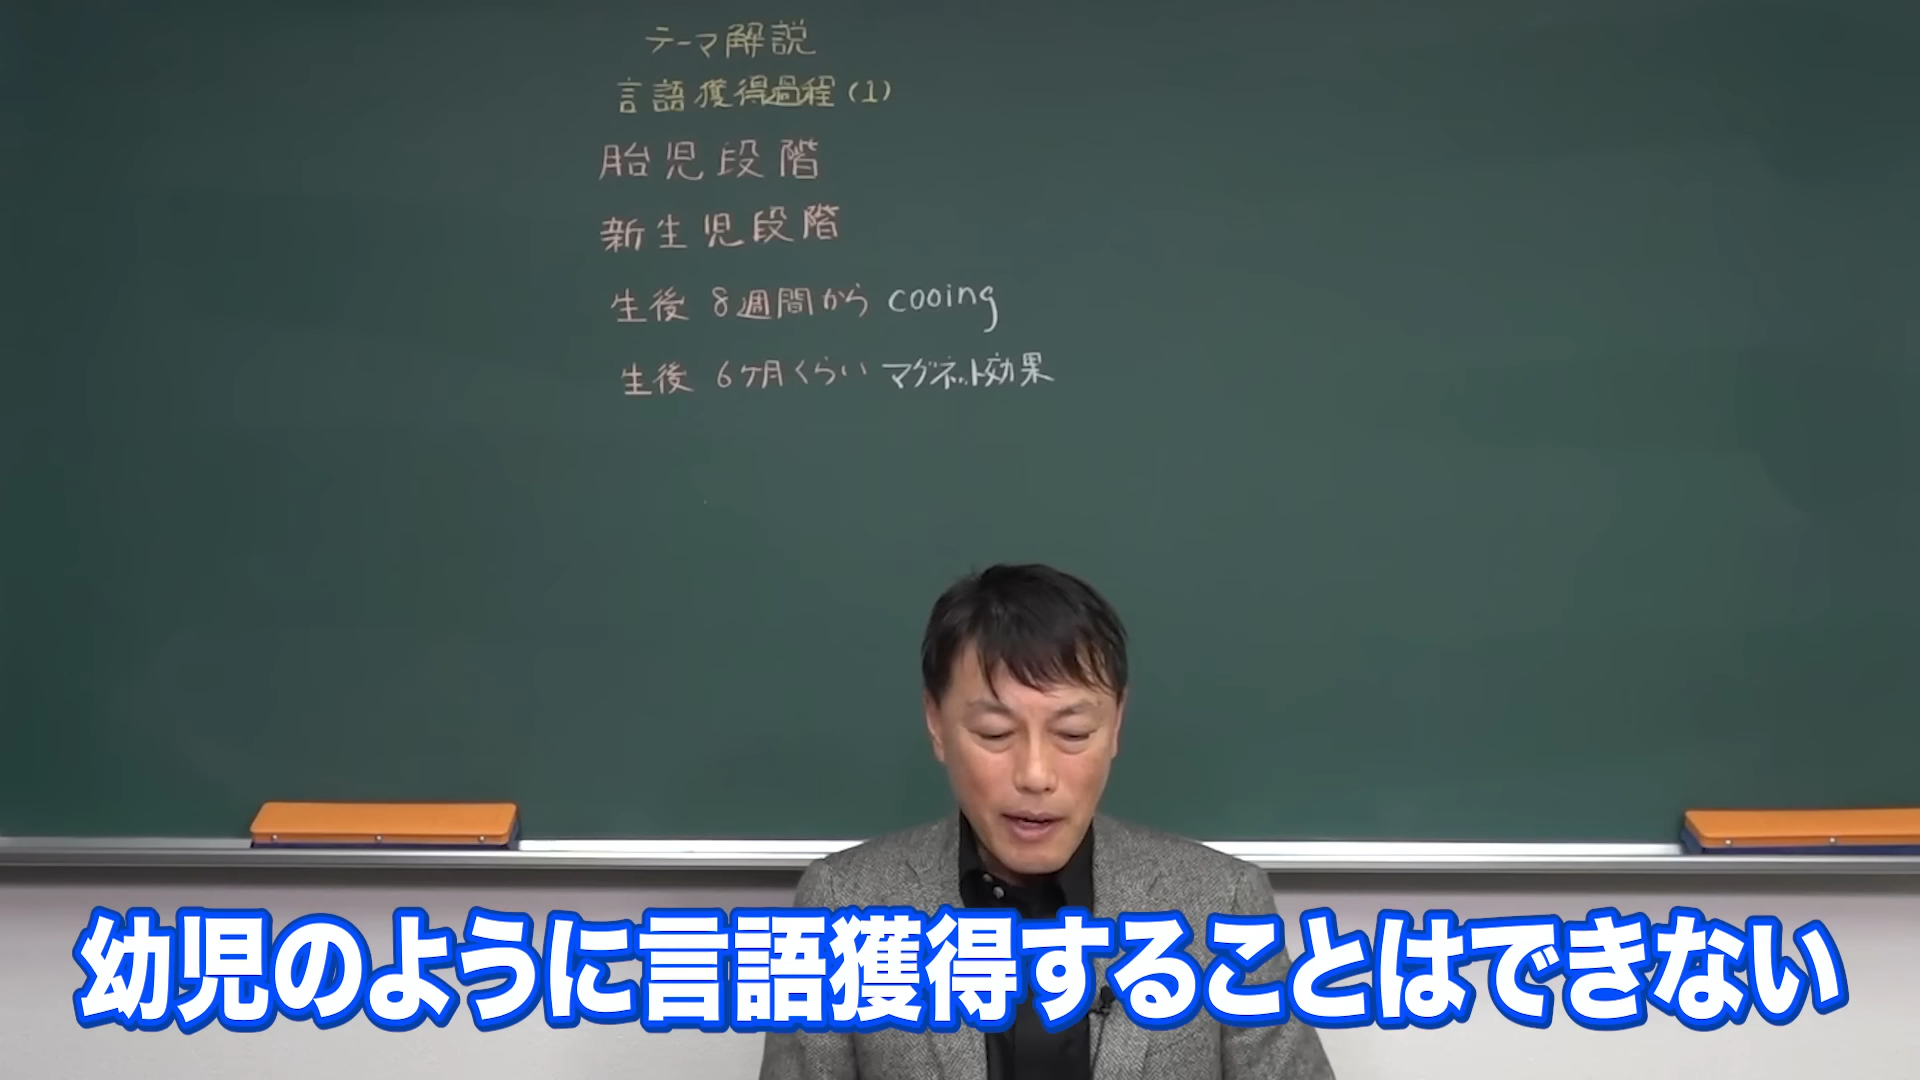 テーマ解説
言語獲得過程(1)
胎児段階
新生児段階
生後 8週間から cooing
生後 6ヶ月くらい マグネット効果
幼児のように言語獲得することはできない